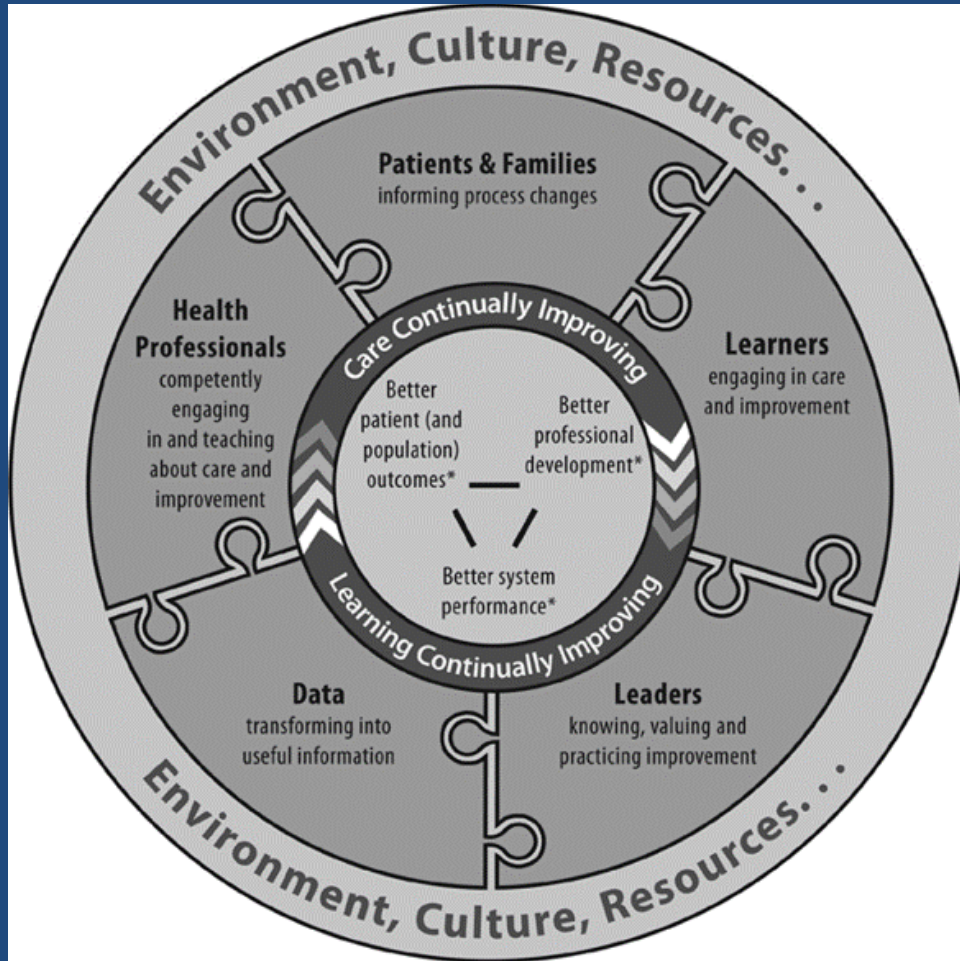 Environment, Culture, Resources. . .
Patients & Families
informing process changes
Health
Professionals
competently
engaging
in and teaching
about care and
improvement
Learners
engaging in care
and improvement
Care Continually Improving
Better
patient (and
population)
outcomes*
Better
professional
development*
Better system
performance*
Learning Continually Improving
Data
transforming into
useful information
Leaders
knowing, valuing and
practicing improvement
Environment, Culture, Resources. . .